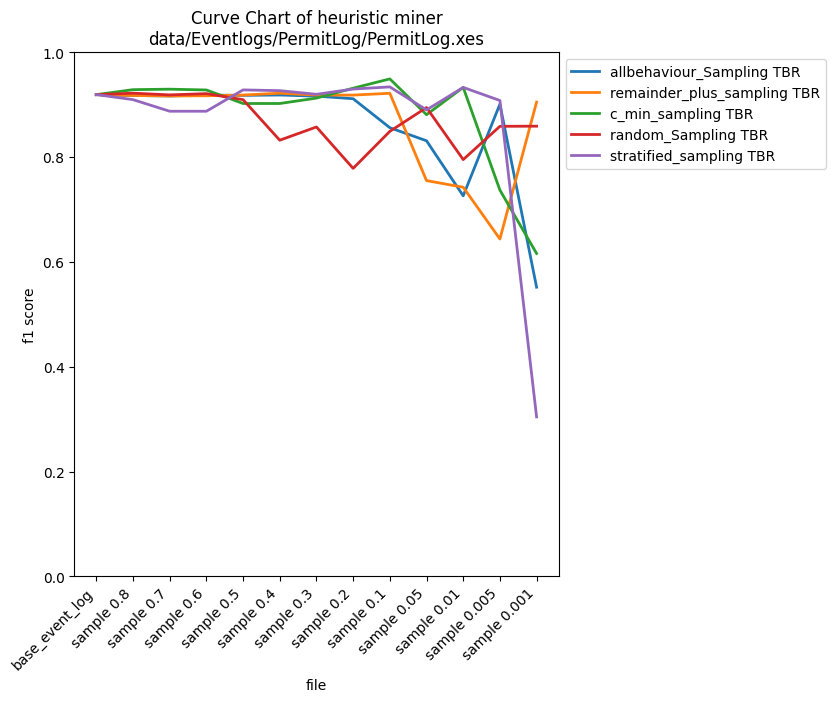 Curve Chart of heuristic miner
data/Eventlogs/PermitLog/PermitLog.xes
1.0
0.8
0.6
0.4
0.2
0.0
f1 score
base_event_log
sample 0.8
sample 0.7
sample 0.6
sample 0.5
sample 0.4
sample 0.3
sample 0.2
sample 0.1
sample 0.05
sample 0.01
sample 0.005
sample 0.001
file
allbehaviour_Sampling TBR
remainder_plus_sampling TBR
c_min_sampling TBR
random_Sampling TBR
stratified_sampling TBR